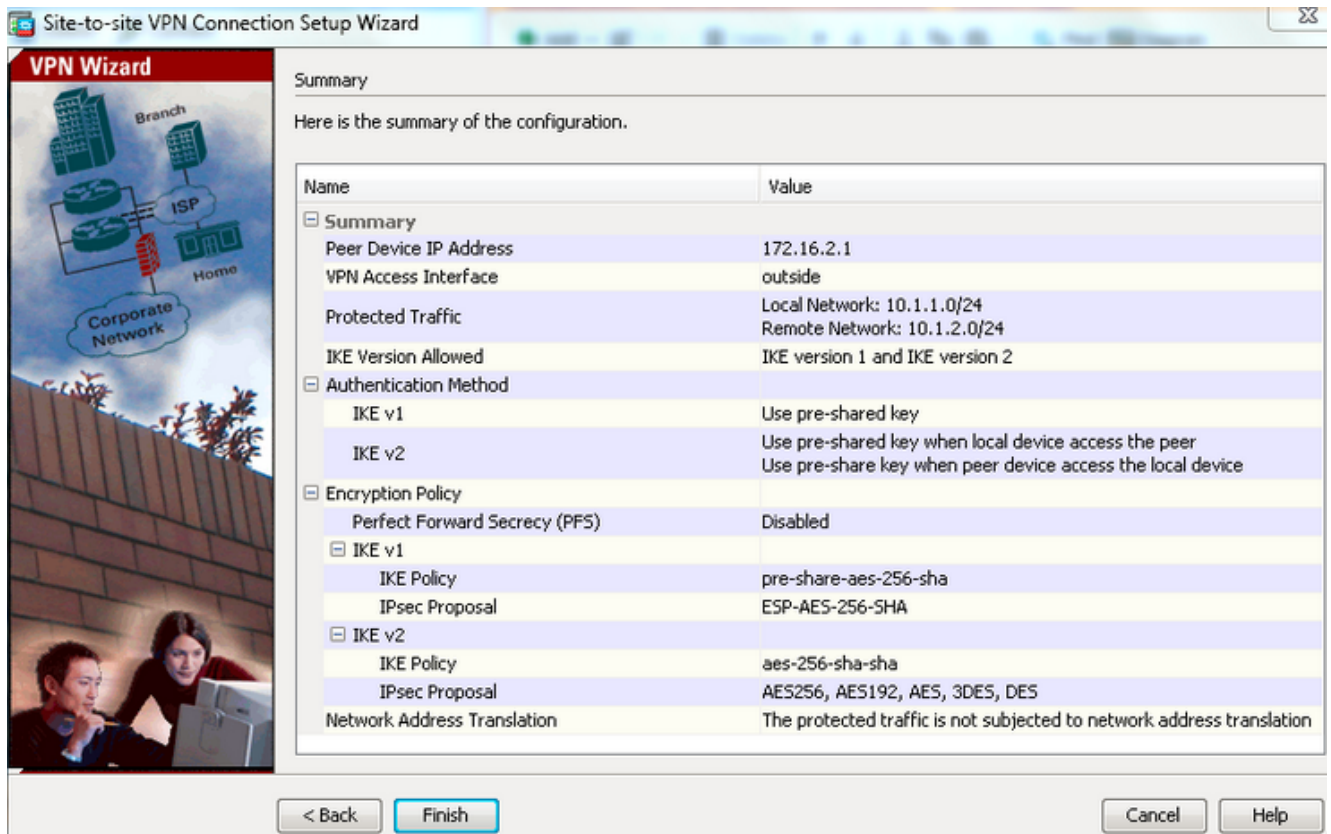 Site-to-site VPN Connection Setup Wizard
VPN Wizard
Branch
ISP
Home
Corporate
Network
Summary
Here is the summary of the configuration.
Name Value
Summary
Peer Device IP Address 172.16.2.1
VPN Access Interface outside
Protected Traffic Local Network: 10.1.1.0/24
Remote Network: 10.1.2.0/24
IKE Version Allowed IKE version 1 and IKE version 2
Authentication Method
IKE v1 Use pre-shared key
IKE v2 Use pre-shared key when local device access the peer
Use pre-share key when peer device access the local device
Encryption Policy
Perfect Forward Secrecy (PFS) Disabled
IKE v1
IKE Policy pre-share-aes-256-sha
IPsec Proposal ESP-AES-256-SHA
IKE v2
IKE Policy aes-256-sha-sha
IPsec Proposal AES256, AES192, AES, 3DES, DES
Network Address Translation The protected traffic is not subjected to network address translation
< Back Finish Cancel Help